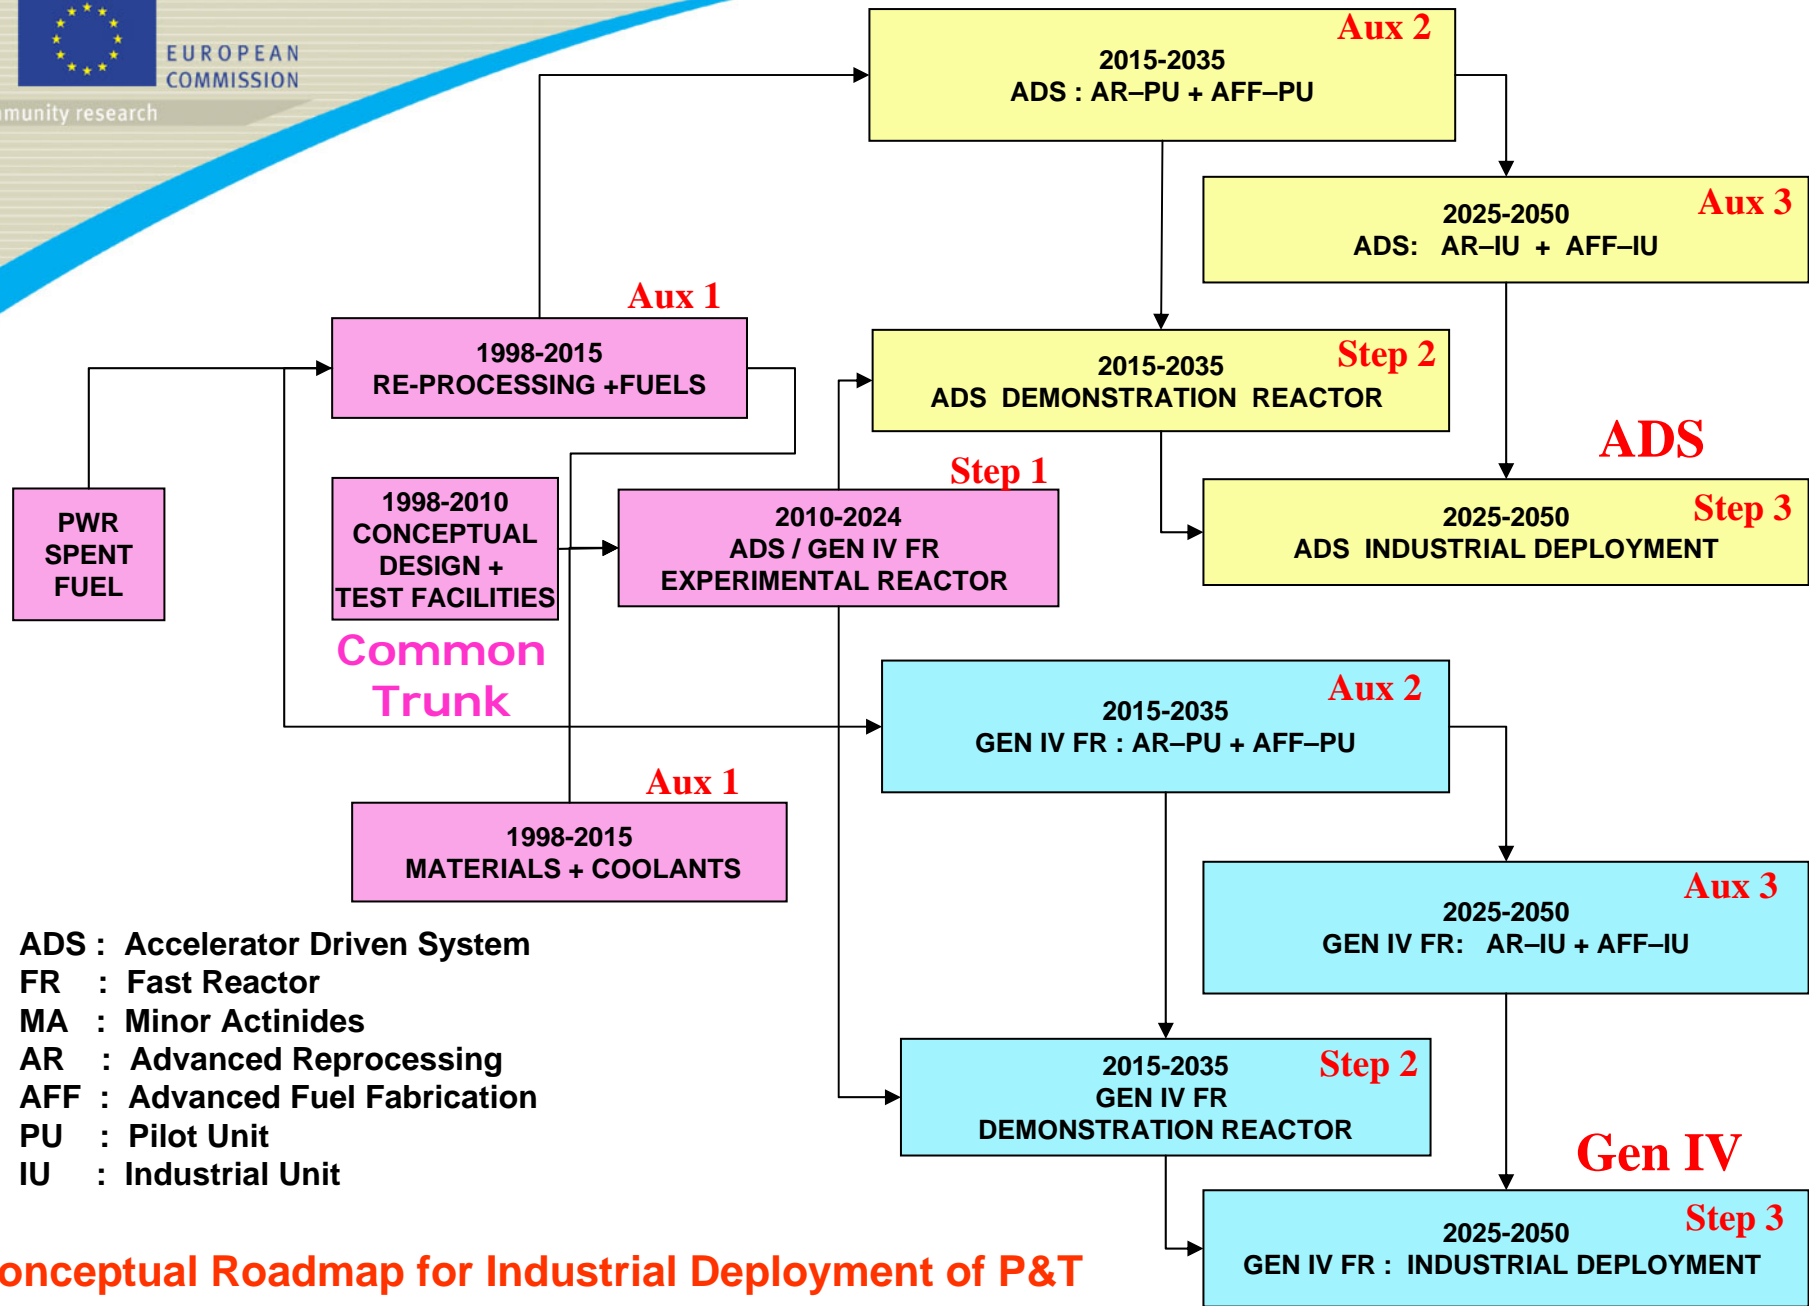 EUROPEAN
COMMISSION
munity research
Aux 2
2015-2035
ADS : AR–PU + AFF–PU
Aux 3
2025-2050
ADS: AR–IU + AFF–IU
Aux 1
1998-2015
RE-PROCESSING +FUELS
Step 2
2015-2035
ADS DEMONSTRATION REACTOR
ADS
Step 1
PWR
SPENT
FUEL
1998-2010
CONCEPTUAL
DESIGN +
TEST FACILITIES
2010-2024
ADS / GEN IV FR
EXPERIMENTAL REACTOR
Step 3
2025-2050
ADS INDUSTRIAL DEPLOYMENT
Common
Trunk
Aux 2
2015-2035
GEN IV FR : AR–PU + AFF–PU
Aux 1
1998-2015
MATERIALS + COOLANTS
Aux 3
2025-2050
GEN IV FR: AR–IU + AFF–IU
ADS : Accelerator Driven System
FR : Fast Reactor
MA : Minor Actinides
AR : Advanced Reprocessing
AFF : Advanced Fuel Fabrication
PU : Pilot Unit
IU : Industrial Unit
Step 2
2015-2035
GEN IV FR
DEMONSTRATION REACTOR
Gen IV
Step 3
2025-2050
GEN IV FR : INDUSTRIAL DEPLOYMENT
onceptual Roadmap for Industrial Deployment of P&T